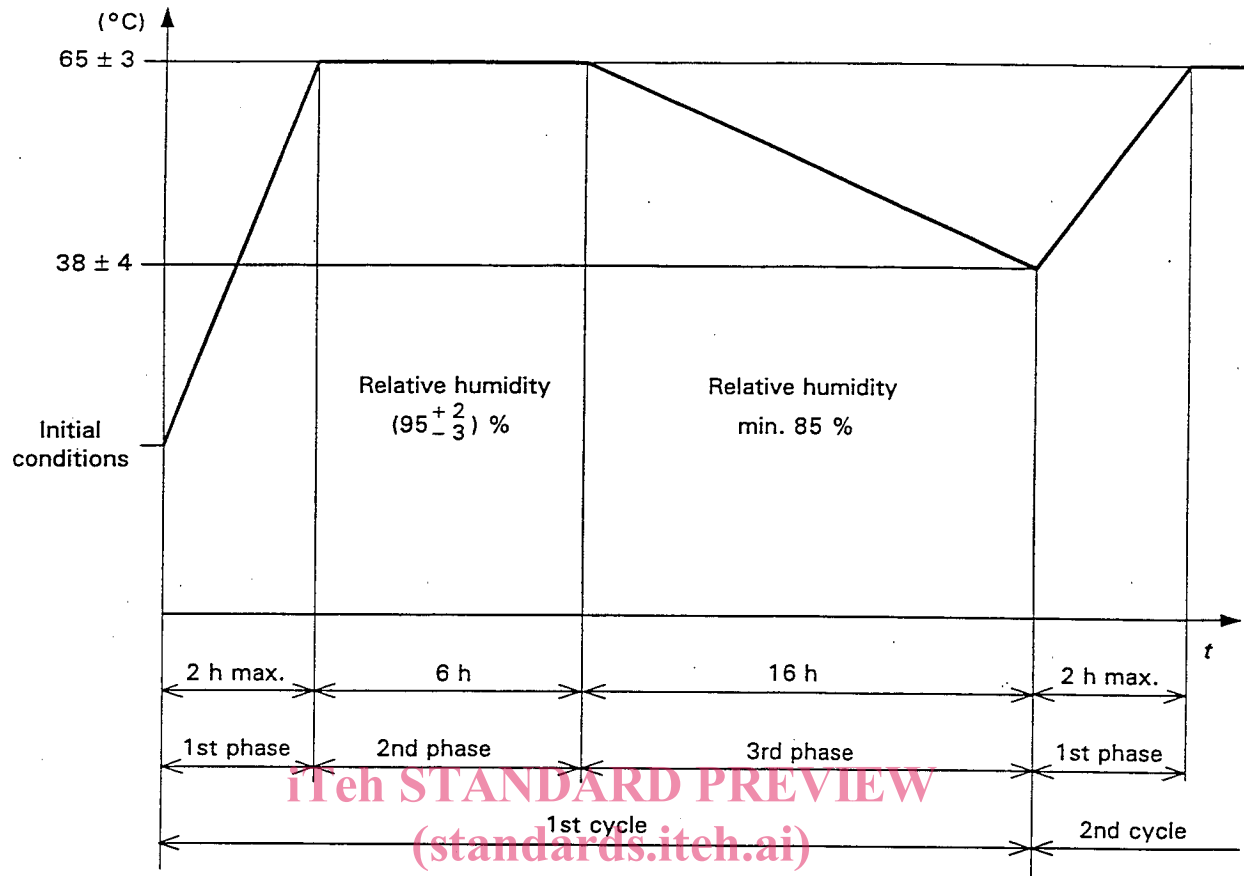 (°C)
65 ± 3
38 ± 4
Relative humidity
(95 + 2 − 3) %
Relative humidity
min. 85 %
Initial
conditions
t
2 h max.
6 h
16 h
2 h max.
1st phase
2nd phase
3rd phase
1st phase
iTeh STANDARD PREVIEW
1st cycle
2nd cycle
(standards.iteh.ai)